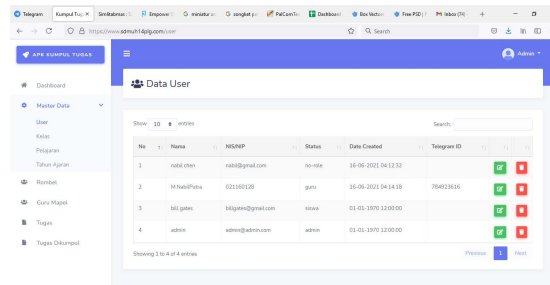 Telegram
Kumpul Tug
Simlitabmas
Empower
G miniatur
G songket
PalComTec
Dashboard
Box Vectors
Free PSD
Inbox (74)
https://www.sdmuh14plg.com/user
Search
APK KUMPUL TUGAS
Admin
Dashboard
Master Data
User
Kelas
Pelajaran
Tahun Ajaran
Rombel
Guru Mapel
Tugas
Tugas Dikumpul
Data User
Show 10 entries
Search:
No Nama NIS/NIP Status Date Created Telegram ID
1 nabil chen nabil@gmail.com no-rate 16-06-2021 04:12:32
2 M.NabilPutra 021160128 guru 16-06-2021 04:14:18 784923616
3 bill gates billgates@gmail.com siswa 01-01-1970 12:00:00
4 admin admin@admin.com admin 01-01-1970 12:00:00
Showing 1 to 4 of 4 entries
Previous 1 Next